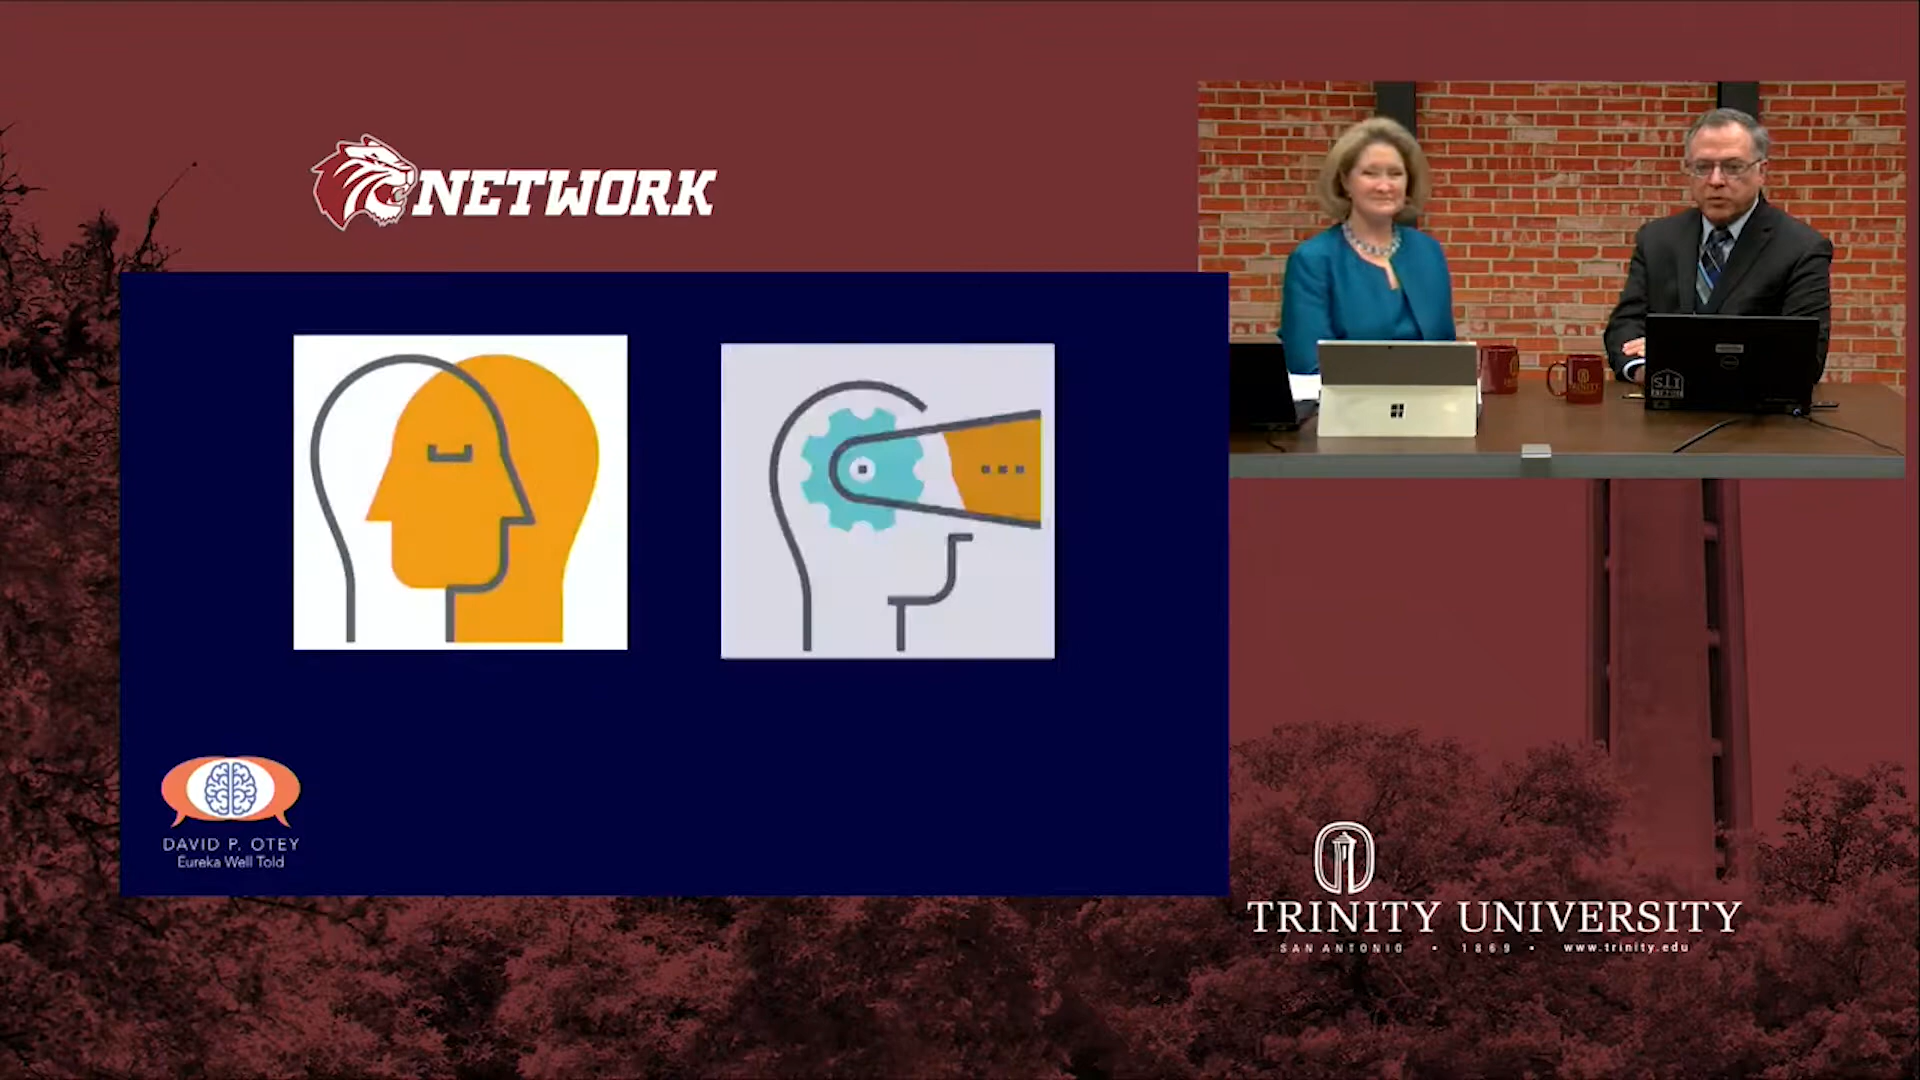 NETWORK
DAVID P. OTEY
Eureka Well Told
TRINITY UNIVERSITY
SAN ANTONIO • 1869 • www.trinity.edu